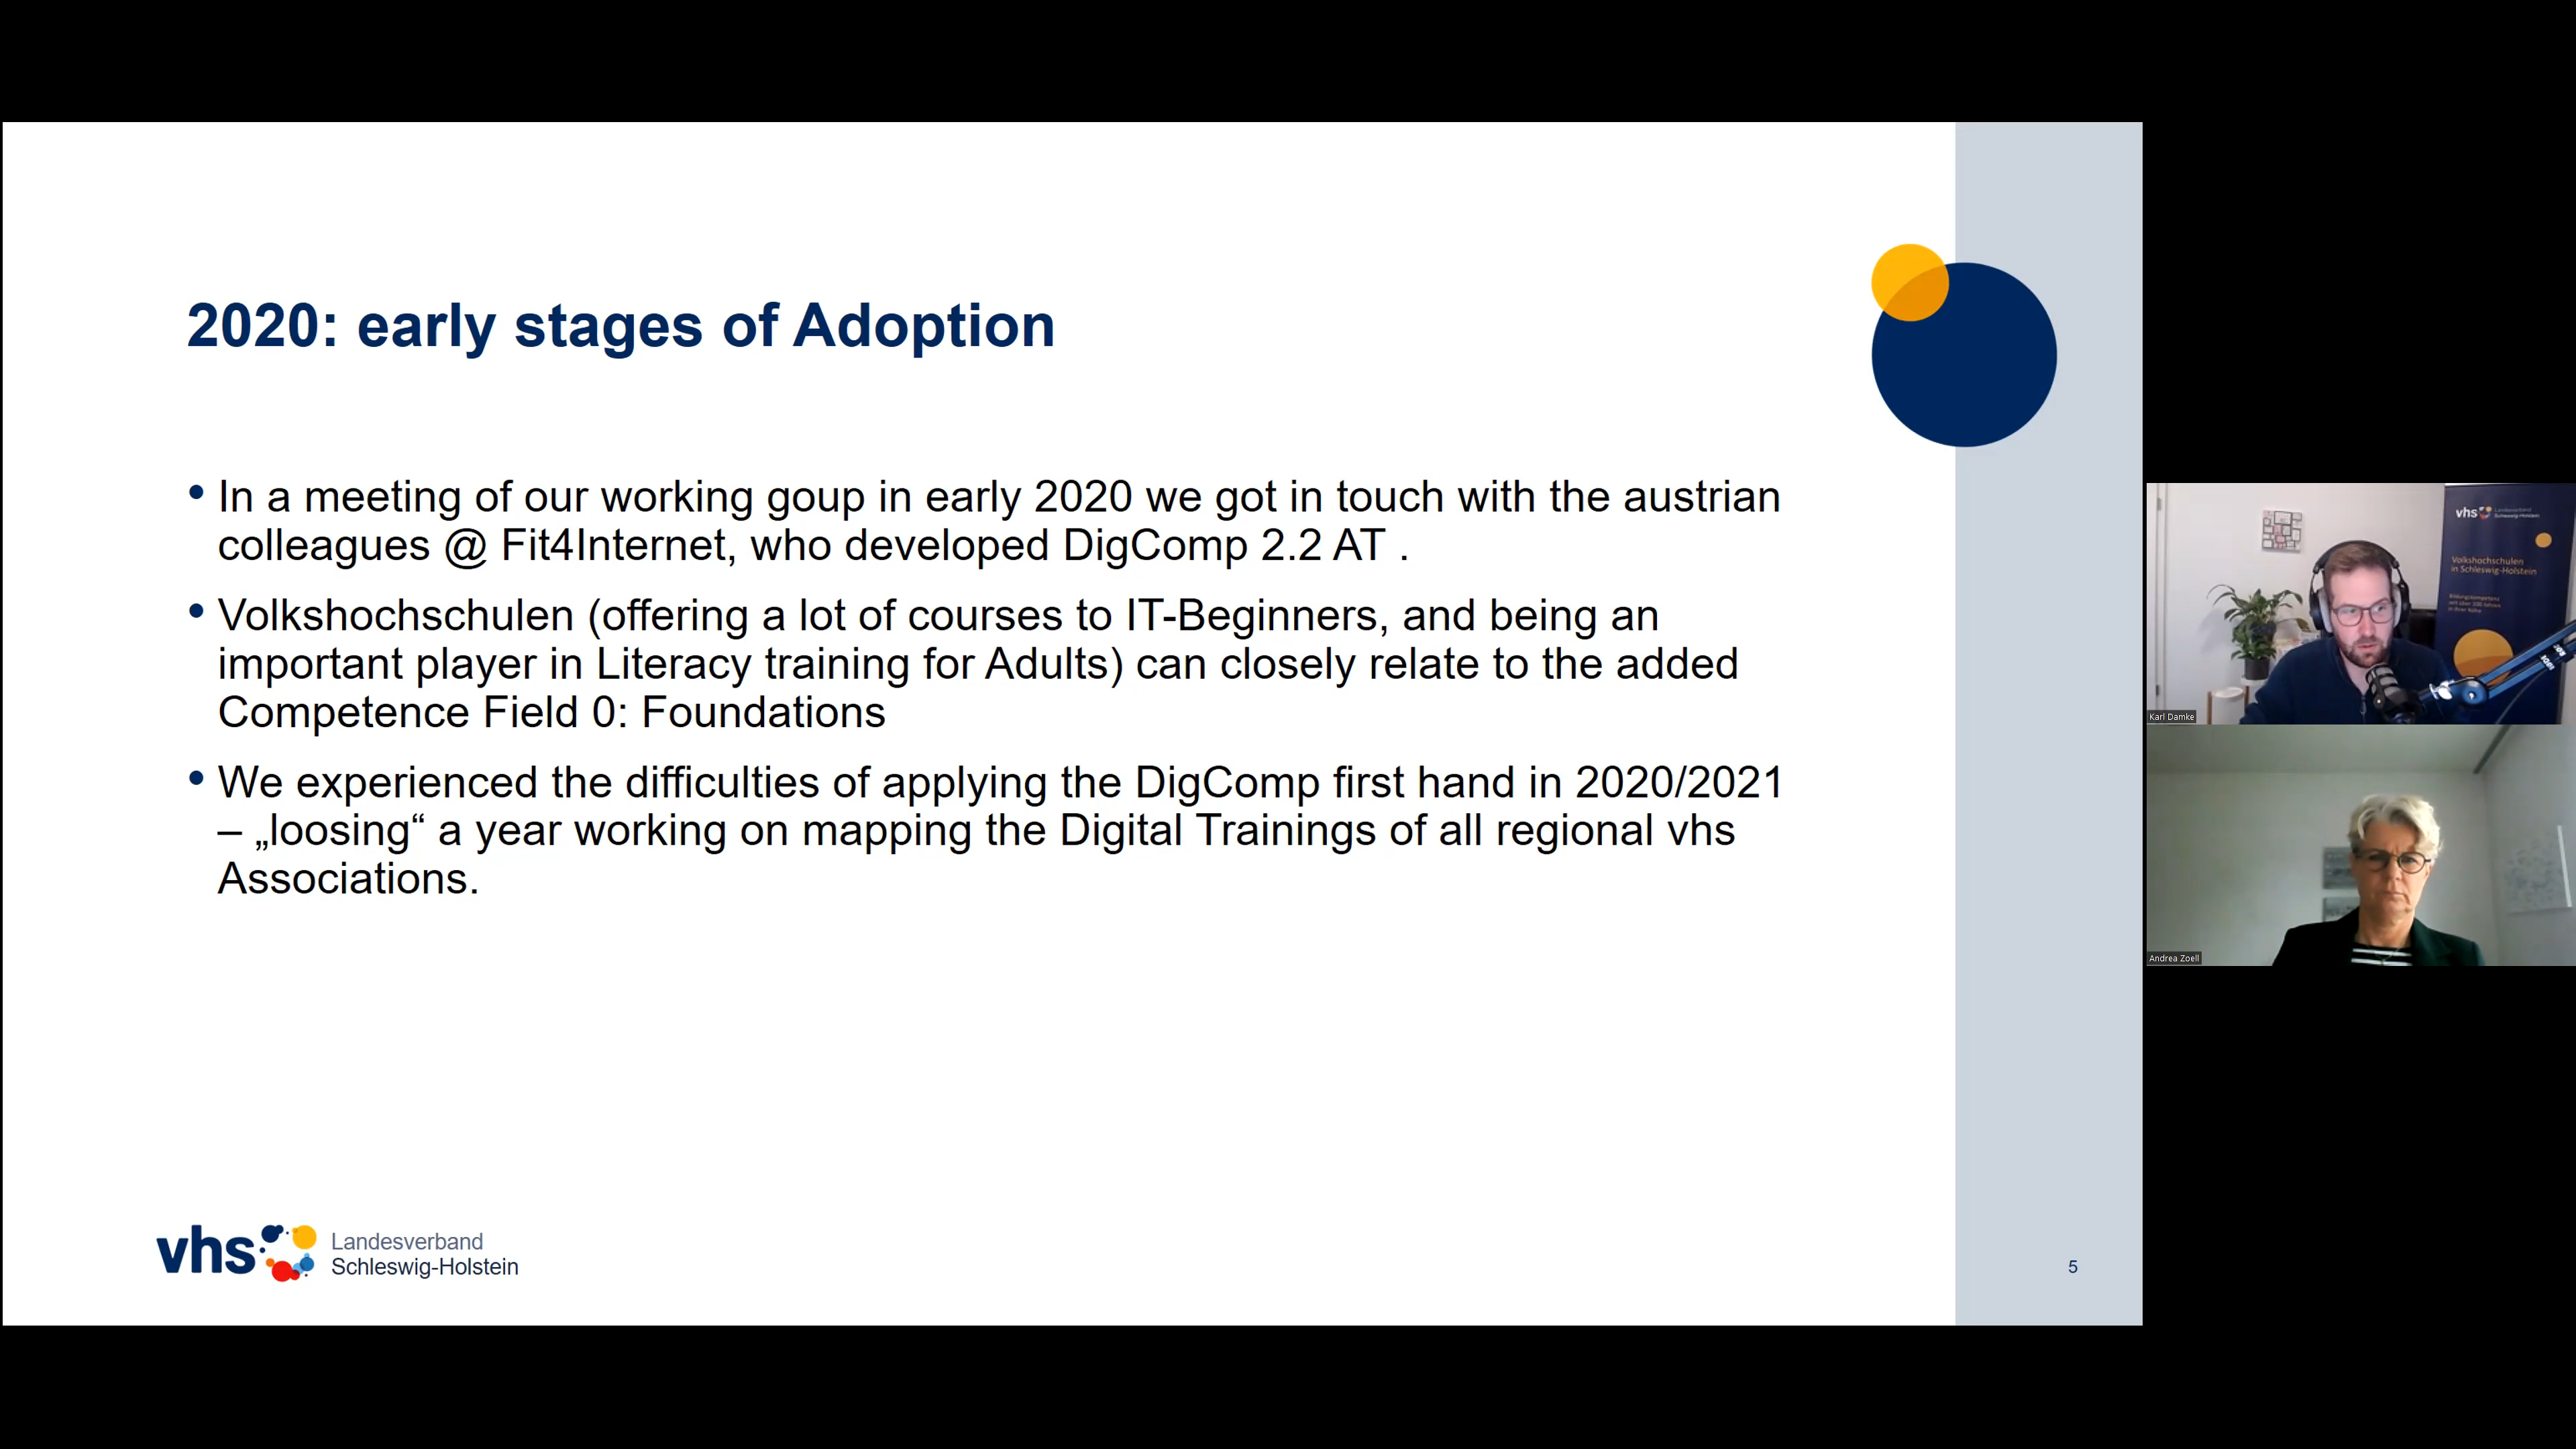 2020: early stages of Adoption
• In a meeting of our working goup in early 2020 we got in touch with the austrian
colleagues @ Fit4Internet, who developed DigComp 2.2 AT .
• Volkshochschulen (offering a lot of courses to IT-Beginners, and being an
important player in Literacy training for Adults) can closely relate to the added
Competence Field 0: Foundations
• We experienced the difficulties of applying the DigComp first hand in 2020/2021
– „loosing“ a year working on mapping the Digital Trainings of all regional vhs
Associations.
vhs
Landesverband
Schleswig-Holstein
5
vhs
Landesverband
Schleswig-Holstein
Volkshochschulen
in Schleswig-Holstein
RODE
Karl Damke
Andrea Zoell